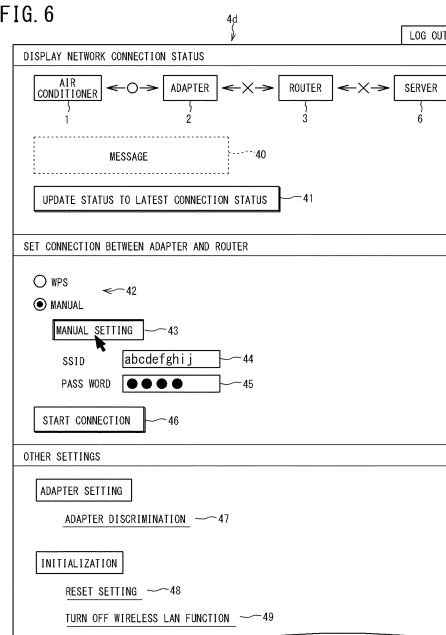 FIG. 6
4d
LOG OUT
DISPLAY NETWORK CONNECTION STATUS
AIR CONDITIONER ADAPTER ROUTER SERVER
1 2 3 6
MESSAGE 40
UPDATE STATUS TO LATEST CONNECTION STATUS 41
SET CONNECTION BETWEEN ADAPTER AND ROUTER
WPS
42
MANUAL
MANUAL SETTING 43
SSID abcdefghij 44
PASS WORD ●●●● 45
START CONNECTION 46
OTHER SETTINGS
ADAPTER SETTING
ADAPTER DISCRIMINATION 47
INITIALIZATION
RESET SETTING 48
TURN OFF WIRELESS LAN FUNCTION 49